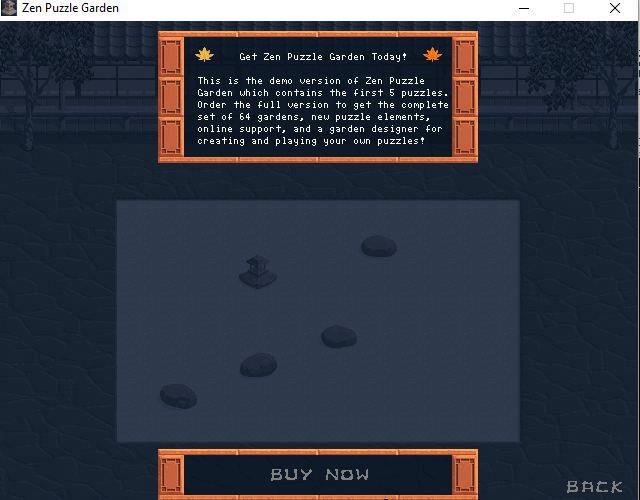 Zen Puzzle Garden
Get Zen Puzzle Garden Today!
This is the demo version of Zen Puzzle
Garden which contains the first 5 puzzles.
Order the full version to get the complete
set of 64 gardens, new puzzle elements,
online support, and a garden designer for
creating and playing your own puzzles!
BUY NOW
BACK